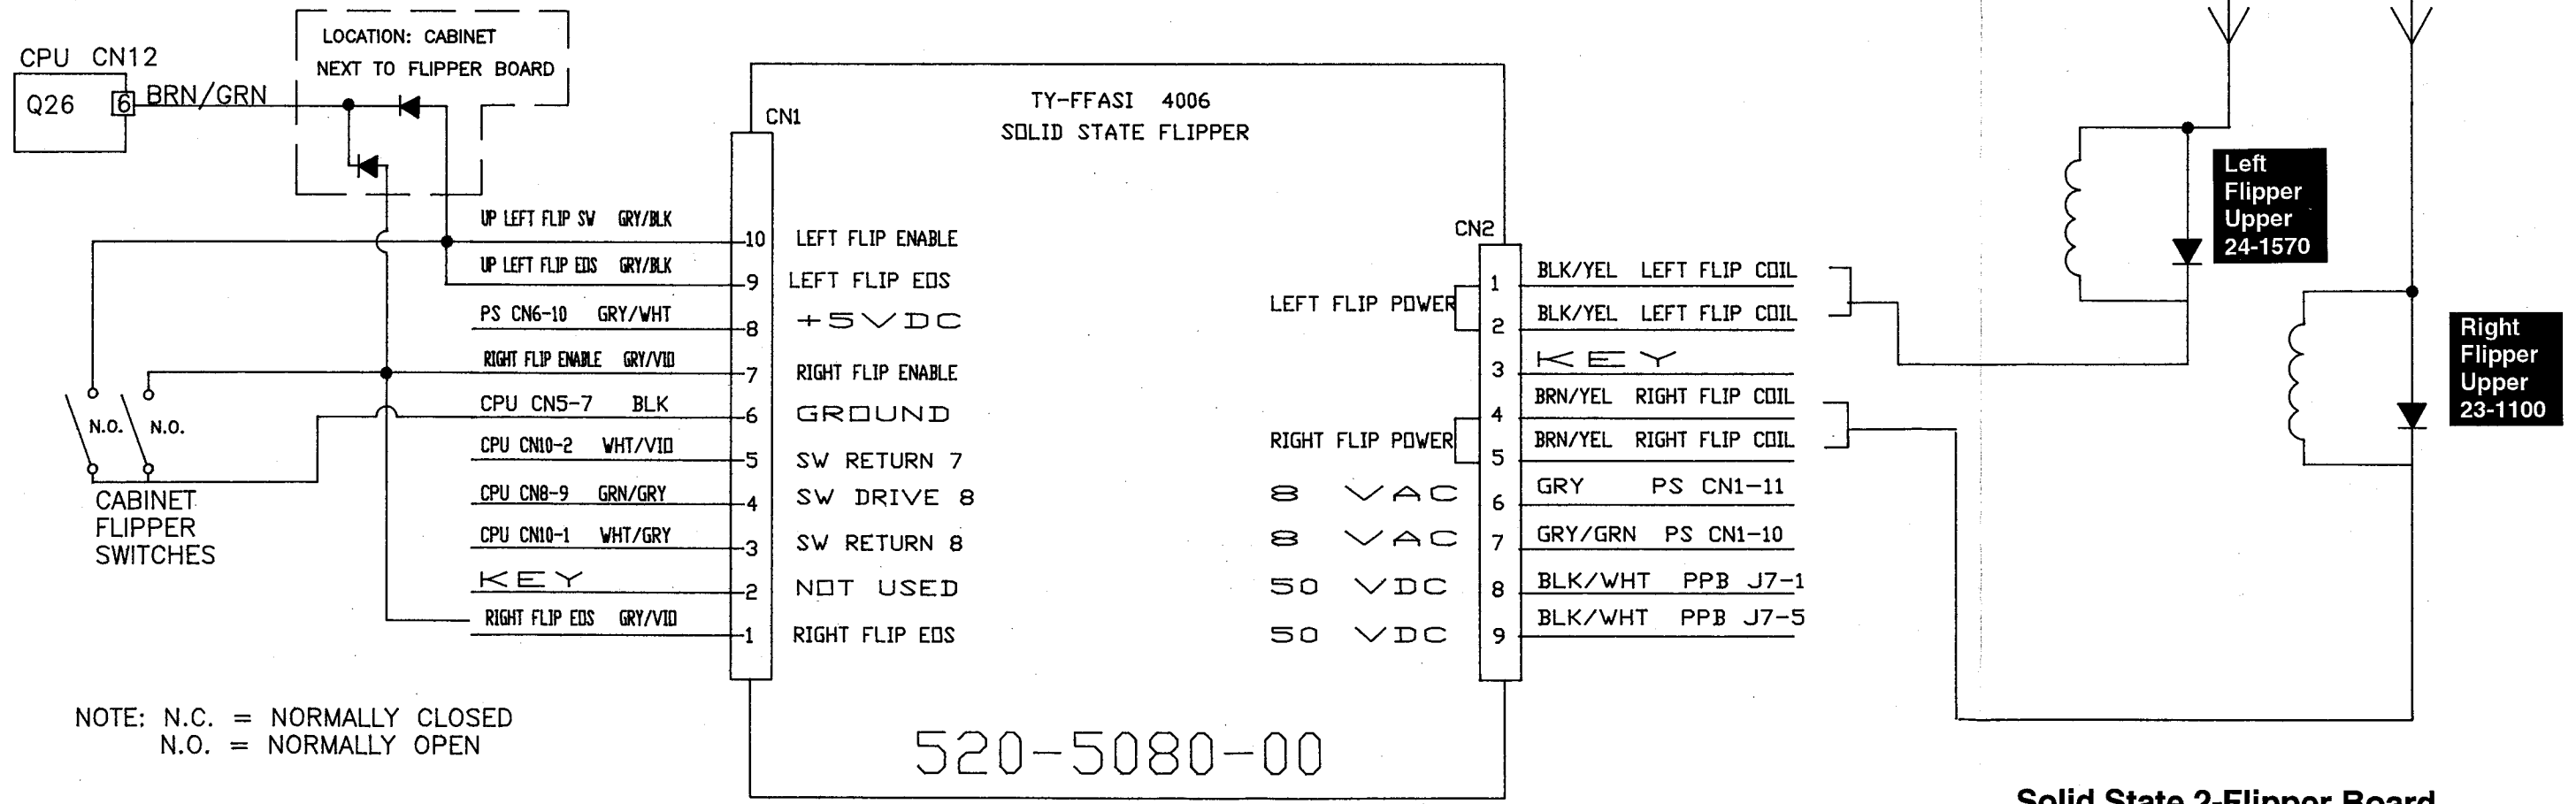 LOCATION: CABINET
NEXT TO FLIPPER BOARD
CPU CN12
Q26 6 BRN/GRN
TY-FFASI 4006
SOLID STATE FLIPPER
CN1
UP LEFT FLIP SW GRY/BLK
10 LEFT FLIP ENABLE
UP LEFT FLIP EOS GRY/BLK
9 LEFT FLIP EOS
PS CN6-10 GRY/WHT
8 +5VDC
RIGHT FLIP ENABLE GRY/VIO
7 RIGHT FLIP ENABLE
CPU CN5-7 BLK
6 GROUND
CPU CN10-2 WHT/VIO
5 SW RETURN 7
CPU CN8-9 GRN/GRY
4 SW DRIVE 8
CPU CN10-1 WHT/GRY
3 SW RETURN 8
KEY
2 NOT USED
RIGHT FLIP EOS GRY/VIO
1 RIGHT FLIP EOS
N.O. N.O.
CABINET
FLIPPER
SWITCHES
NOTE: N.C. = NORMALLY CLOSED
N.O. = NORMALLY OPEN
CN2
LEFT FLIP POWER
1 BLK/YEL LEFT FLIP COIL
2 BLK/YEL LEFT FLIP COIL
3 KEY
RIGHT FLIP POWER
4 BRN/YEL RIGHT FLIP COIL
5 BRN/YEL RIGHT FLIP COIL
8 VAC 6 GRY PS CN1-11
8 VAC 7 GRY/GRN PS CN1-10
50 VDC 8 BLK/WHT PPB J7-1
50 VDC 9 BLK/WHT PPB J7-5
520-5080-00
Left
Flipper
Upper
24-1570
Right
Flipper
Upper
23-1100
Solid State 2-Flipper Board